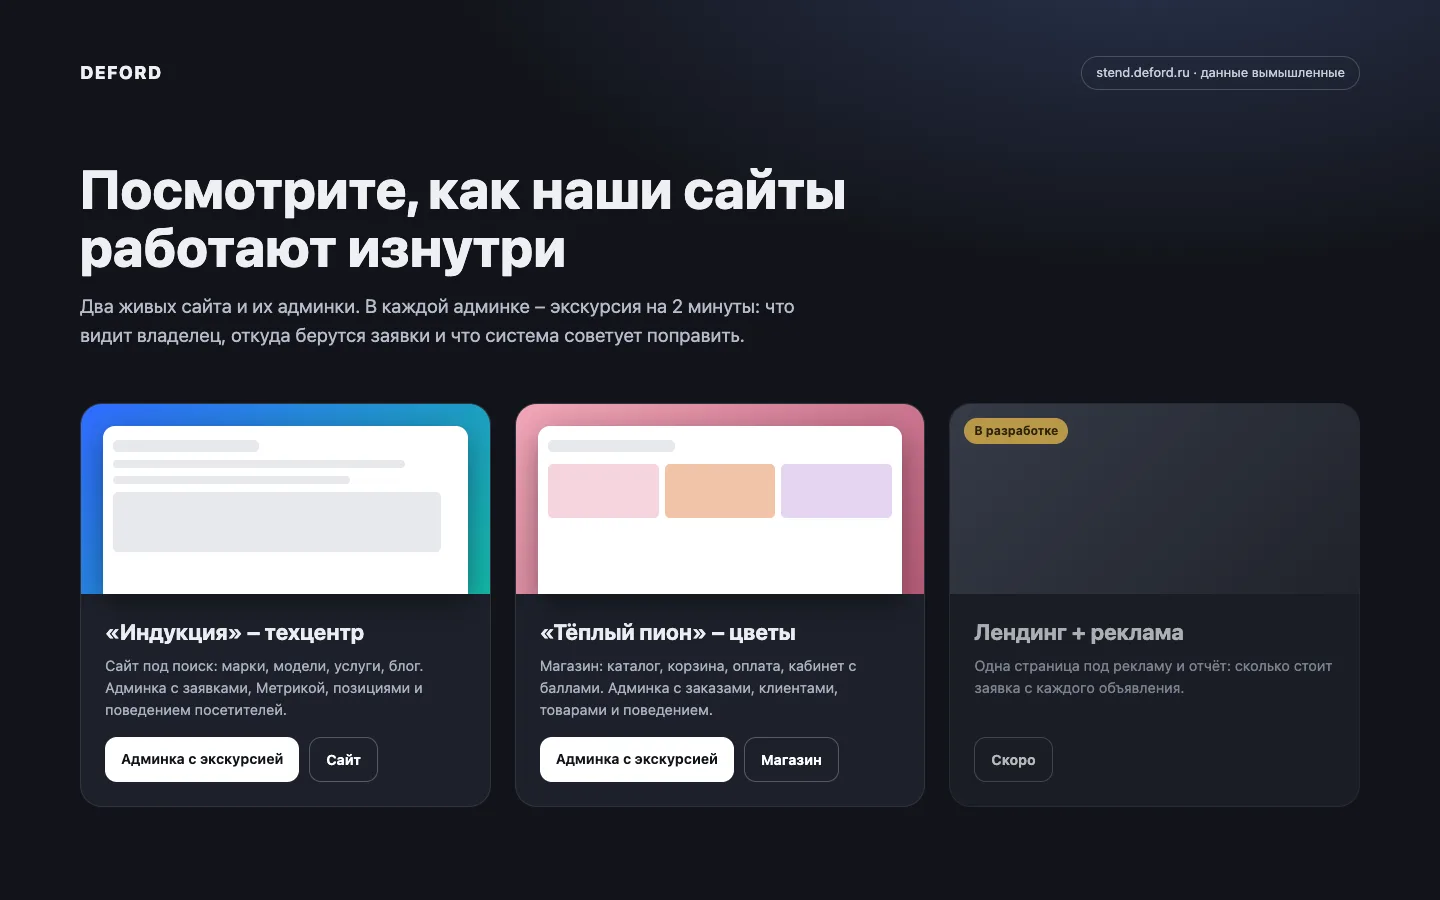 DEFORD
stend.deford.ru · данные вымышленные
Посмотрите, как наши сайты
работают изнутри
Два живых сайта и их админки. В каждой админке – экскурсия на 2 минуты: что
видит владелец, откуда берутся заявки и что система советует поправить.
«Индукция» – техцентр
Сайт под поиск: марки, модели, услуги, блог.
Админка с заявками, Метрикой, позициями и
поведением посетителей.
Админка с экскурсией
Сайт
«Тёплый пион» – цветы
Магазин: каталог, корзина, оплата, кабинет с
баллами. Админка с заказами, клиентами,
товарами и поведением.
Админка с экскурсией
Магазин
В разработке
Лендинг + реклама
Одна страница под рекламу и отчёт: сколько стоит
заявка с каждого объявления.
Скоро